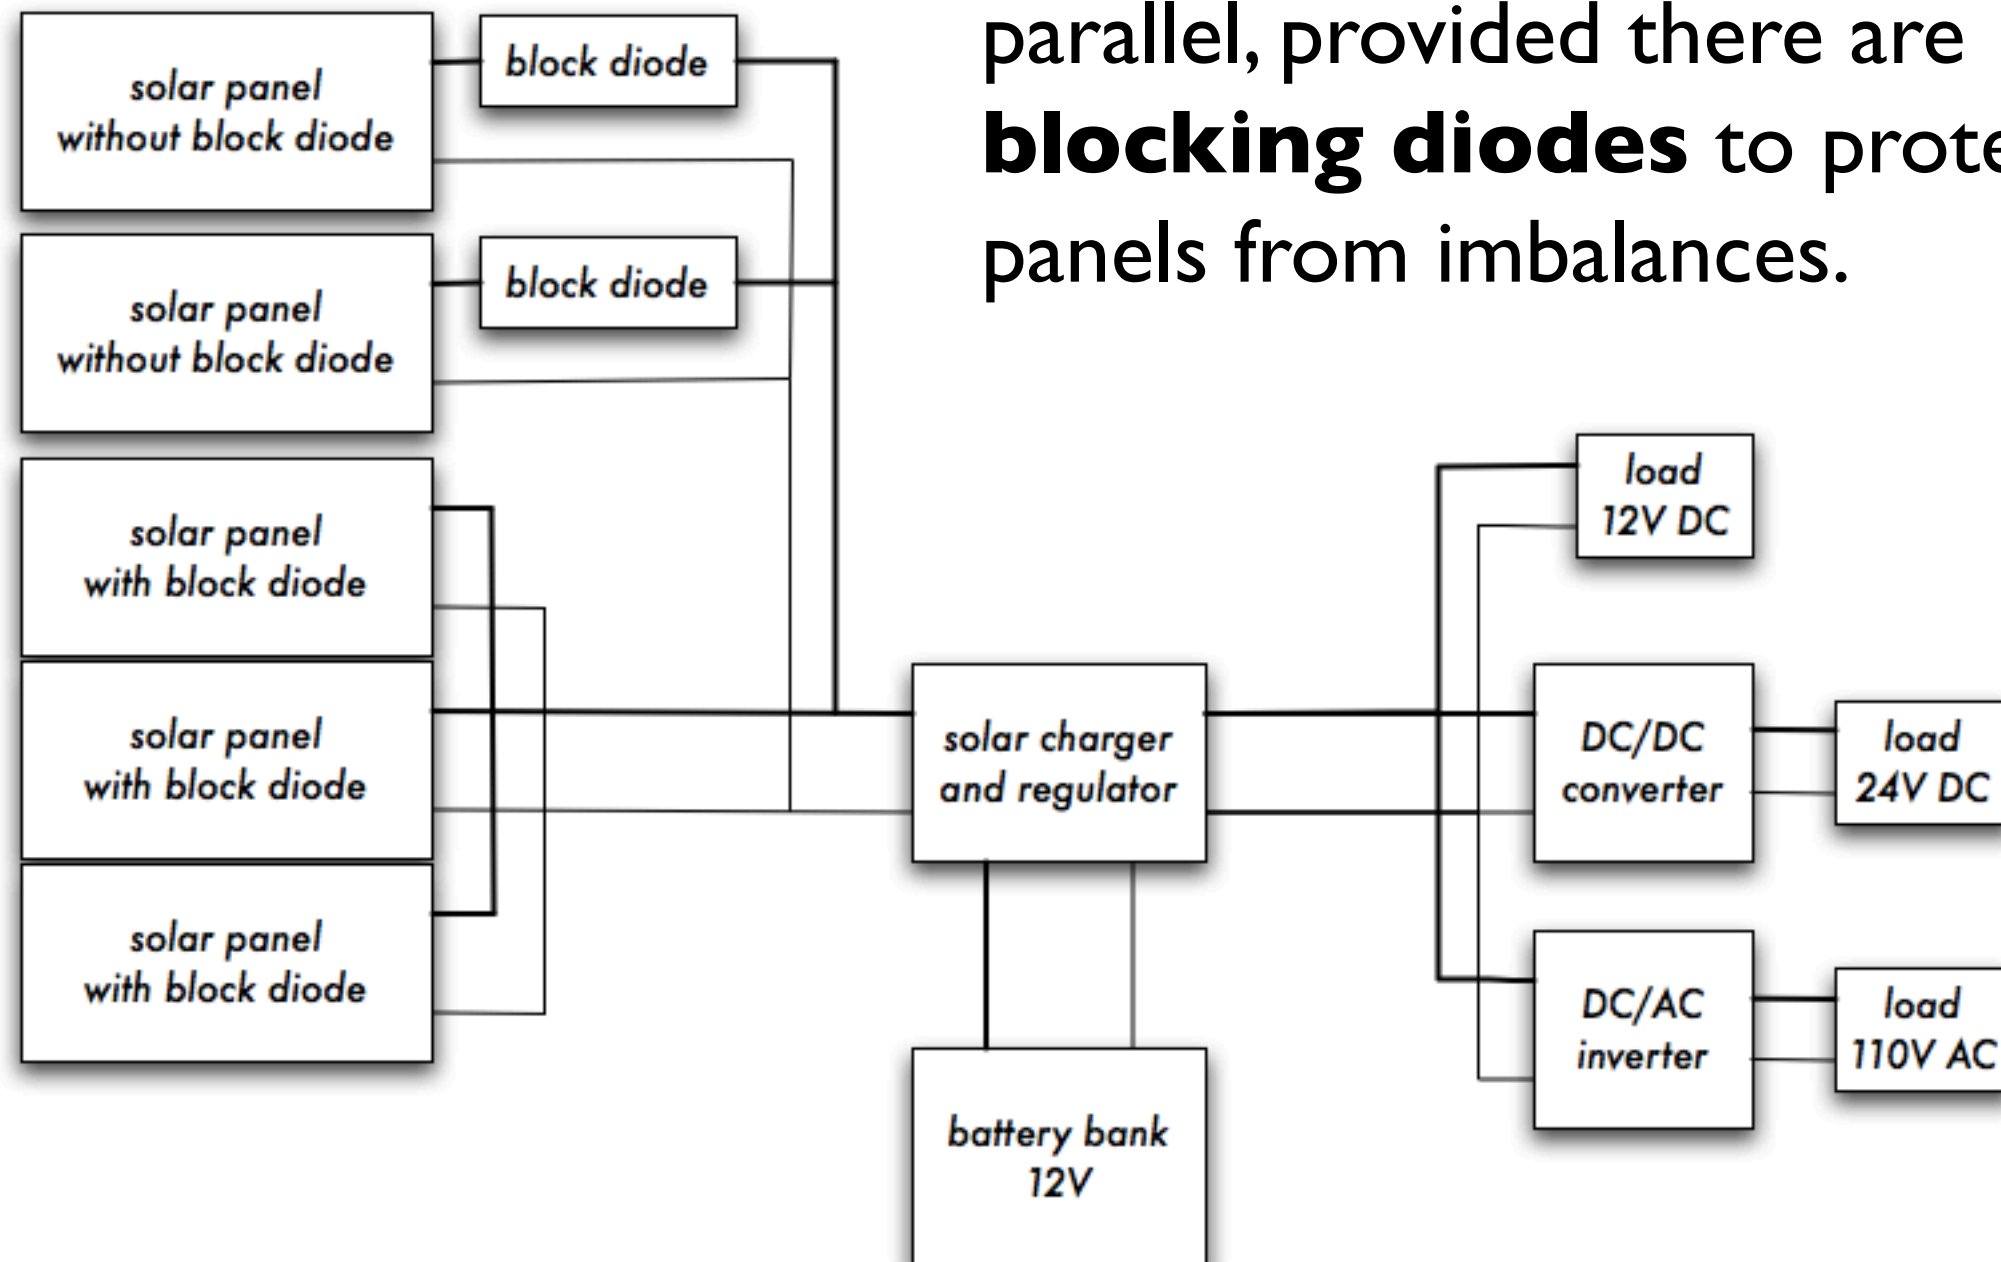 parallel, provided there are
blocking diodes to prote
panels from imbalances.
solar panel
without block diode
block diode
solar panel
without block diode
block diode
solar panel
with block diode
solar panel
with block diode
solar panel
with block diode
solar charger
and regulator
battery bank
12V
load
12V DC
DC/DC
converter
load
24V DC
DC/AC
inverter
load
110V AC